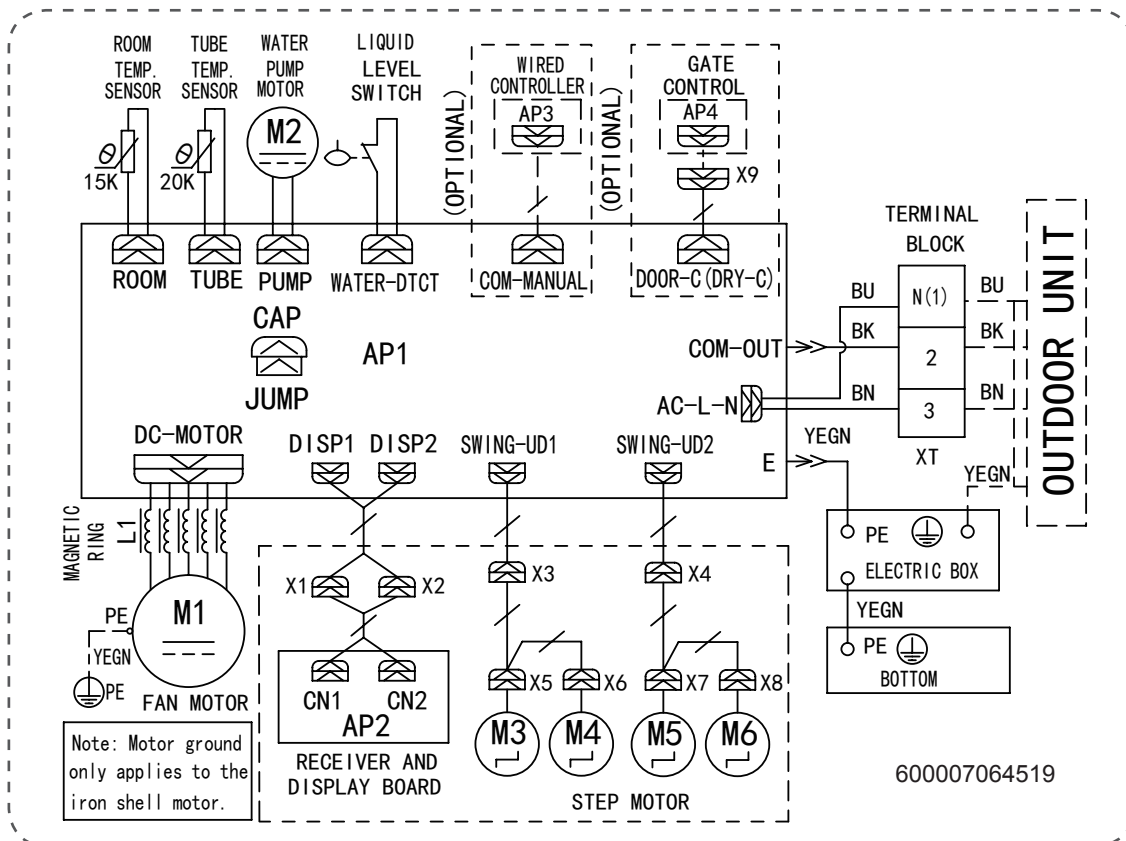 ROOM
TEMP.
SENSOR
TUBE
TEMP.
SENSOR
WATER
PUMP
MOTOR
LIQUID
LEVEL
SWITCH
(OPTIONAL)
WIRED
CONTROLLER
AP3
(OPTIONAL)
GATE
CONTROL
AP4
X9
θ
15K
θ
20K
M2
ROOM
TUBE
PUMP
WATER-DTCT
COM-MANUAL
DOOR-C(DRY-C)
CAP
JUMP
AP1
COM-OUT
AC-L-N
E
TERMINAL
BLOCK
N(1)
2
3
XT
BU
BK
BN
YEGN
BU
BK
BN
YEGN
OUTDOOR UNIT
DC-MOTOR
DISP1
DISP2
SWING-UD1
SWING-UD2
MAGNETIC
RING
L1
M1
PE
YEGN
PE
FAN MOTOR
Note: Motor ground
only applies to the
iron shell motor.
X1
X2
X3
X4
CN1
CN2
AP2
RECEIVER AND
DISPLAY BOARD
X5
X6
X7
X8
M3
M4
M5
M6
STEP MOTOR
PE
ELECTRIC BOX
YEGN
PE
BOTTOM
600007064519